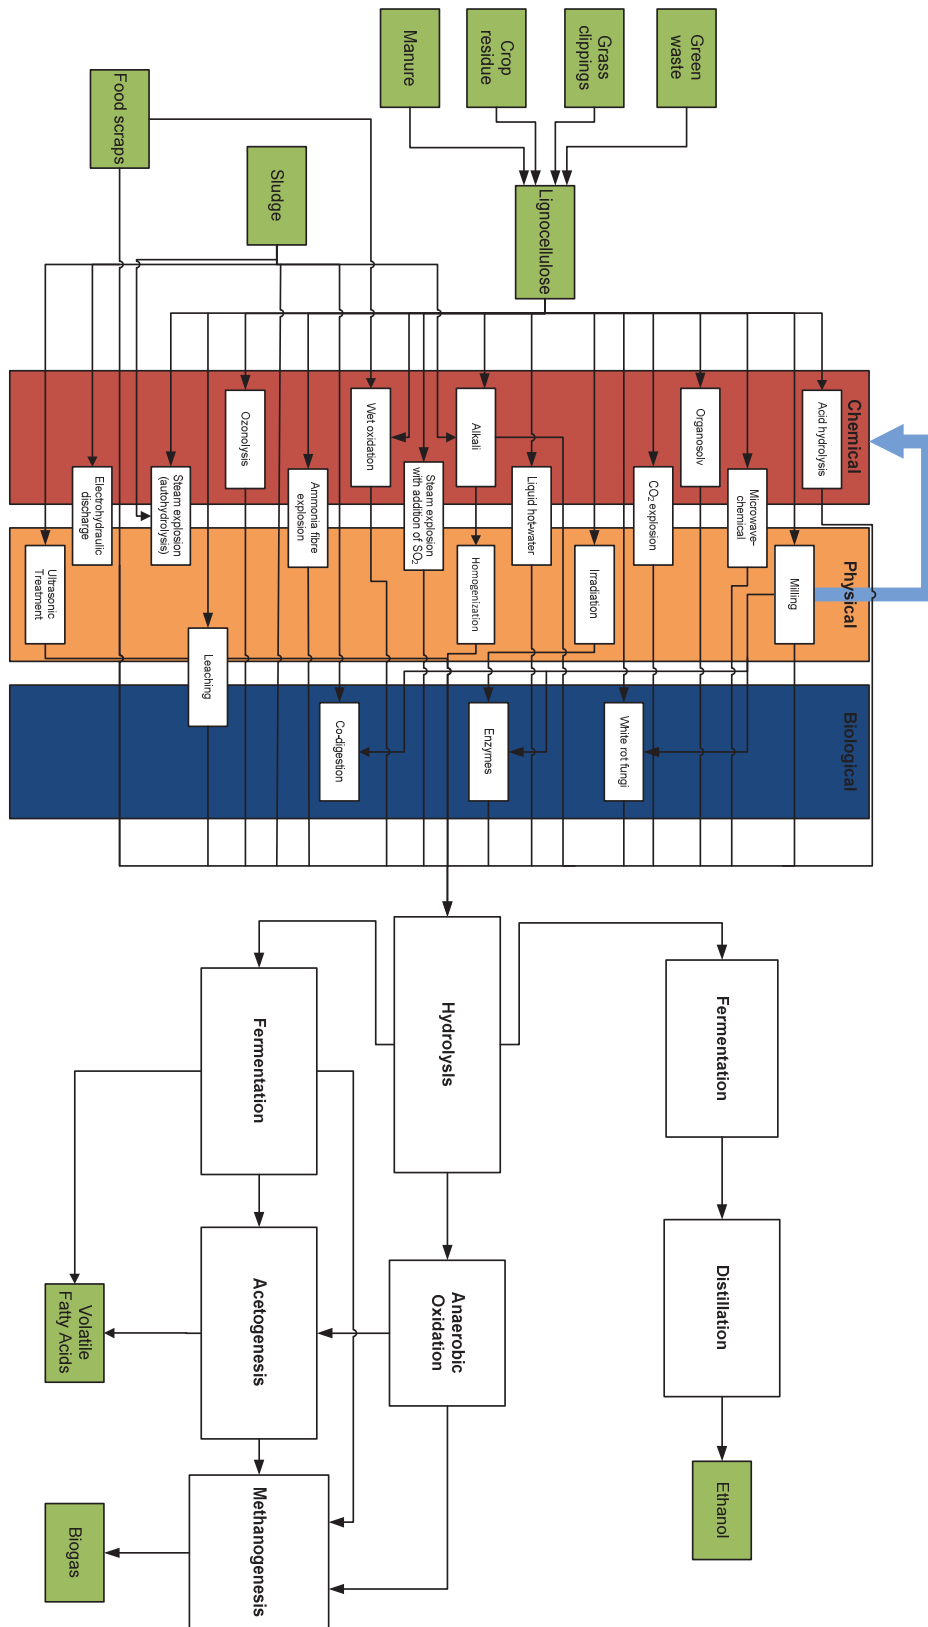 Manure
Crop
residue
Grass
clippings
Green
waste
Food scraps
Sludge
Lignocellulose
Chemical
Physical
Biological
Acid hydrolysis
Organosolv
Alkali
Wet oxidation
Ozonolysis
Milling
Microwave-
chemical
CO₂ explosion
Irradiation
Liquid hot-water
Homogenization
Steam explosion
with addition of SO₂
Ammonia fibre
explosion
Steam explosion
(autohydrolysis)
Electrohydraulic
discharge
Ultrasonic
Treatment
Leaching
Co-digestion
Enzymes
White rot fungi
Hydrolysis
Fermentation
Fermentation
Anaerobic
Oxidation
Acetogenesis
Distillation
Methanogenesis
Volatile
Fatty Acids
Biogas
Ethanol